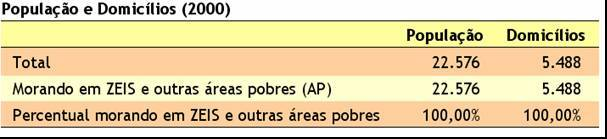 População e Domicílios (2000)
População Domicílios
Total 22.576 5.488
Morando em ZEIS e outras áreas pobres (AP) 22.576 5.488
Percentual morando em ZEIS e outras áreas pobres 100,00% 100,00%